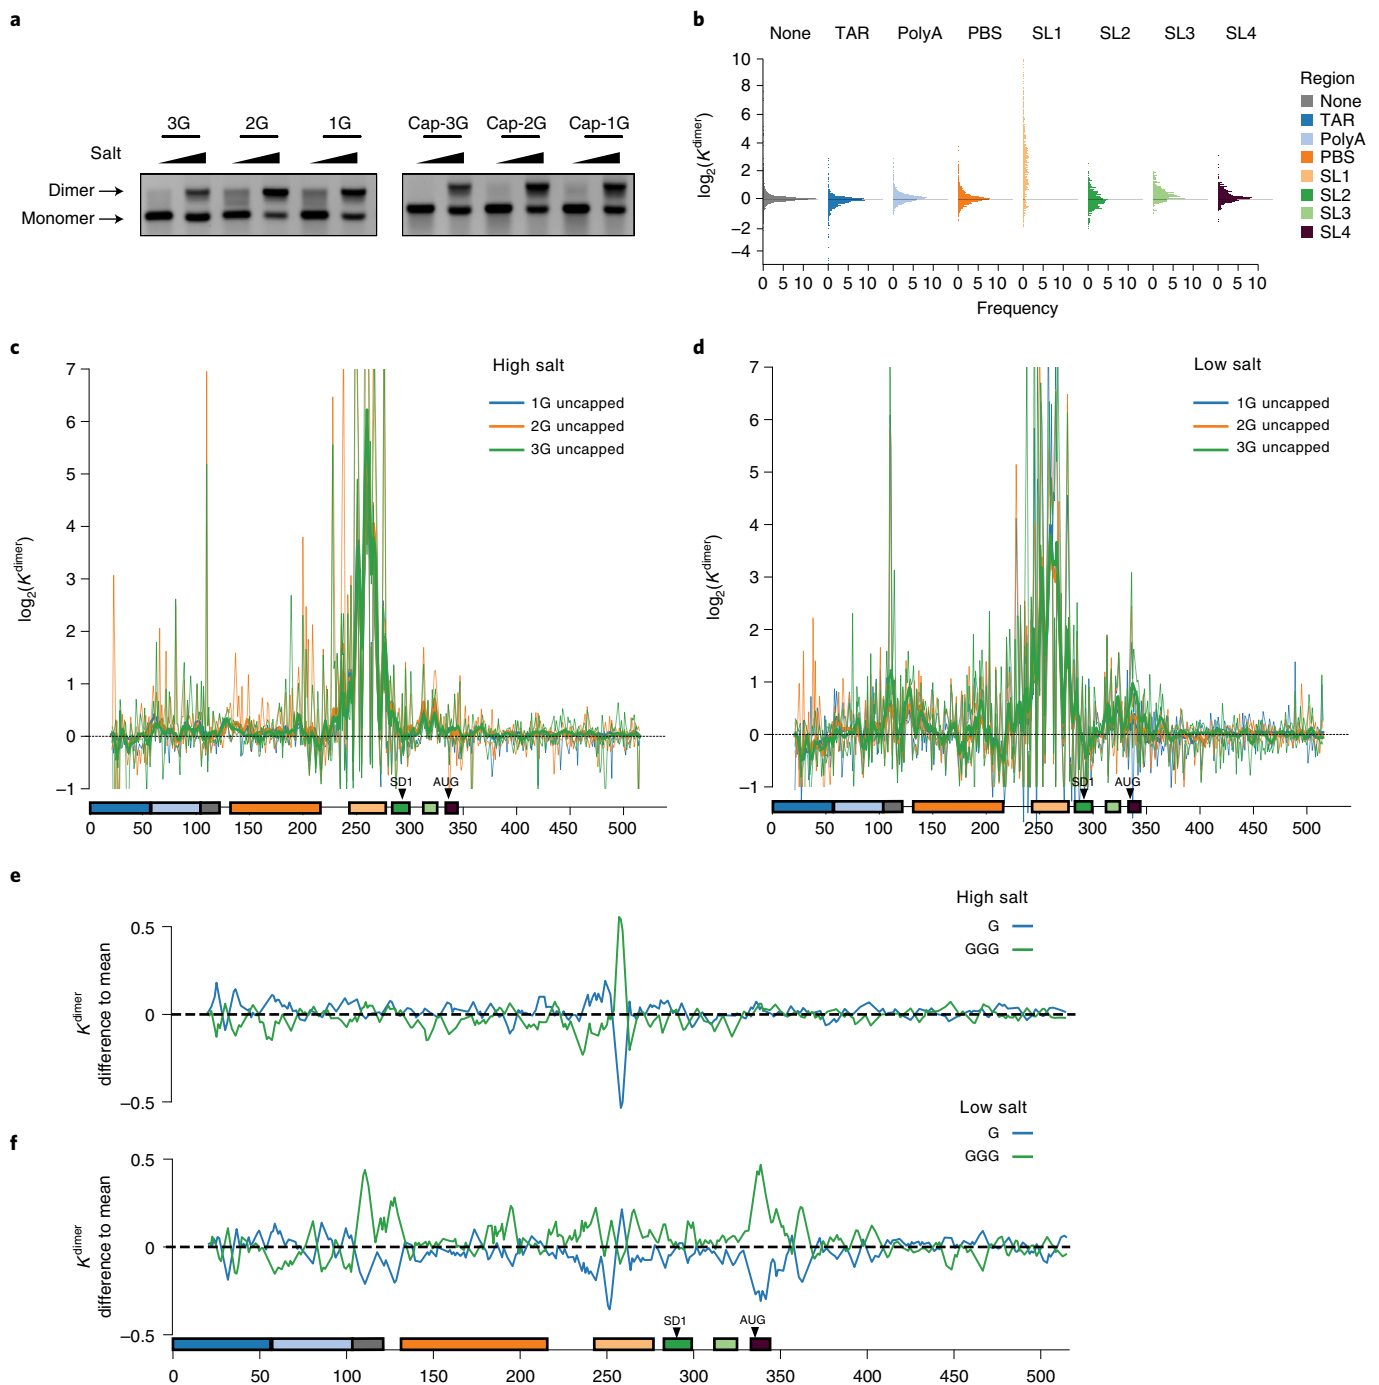 a
3G 2G 1G Cap-3G Cap-2G Cap-1G
Salt
Dimer
Monomer
b
None TAR PolyA PBS SL1 SL2 SL3 SL4
10
8
6
4
2
0
−2
−4
log2(Kdimer)
0 5 10 0 5 10 0 5 10 0 5 10 0 5 10 0 5 10 0 5 10 0 5 10
Frequency
Region
None
TAR
PolyA
PBS
SL1
SL2
SL3
SL4
c
High salt
1G uncapped
2G uncapped
3G uncapped
7
6
5
4
3
2
1
0
−1
log2(Kdimer)
SD1 AUG
0 50 100 150 200 250 300 350 400 450 500
d
Low salt
1G uncapped
2G uncapped
3G uncapped
7
6
5
4
3
2
1
0
−1
log2(Kdimer)
SD1 AUG
0 50 100 150 200 250 300 350 400 450 500
e
High salt
G
GGG
0.5
0
−0.5
Kdimer
difference to mean
f
Low salt
G
GGG
0.5
0
−0.5
Kdimer
difference to mean
SD1 AUG
0 50 100 150 200 250 300 350 400 450 500